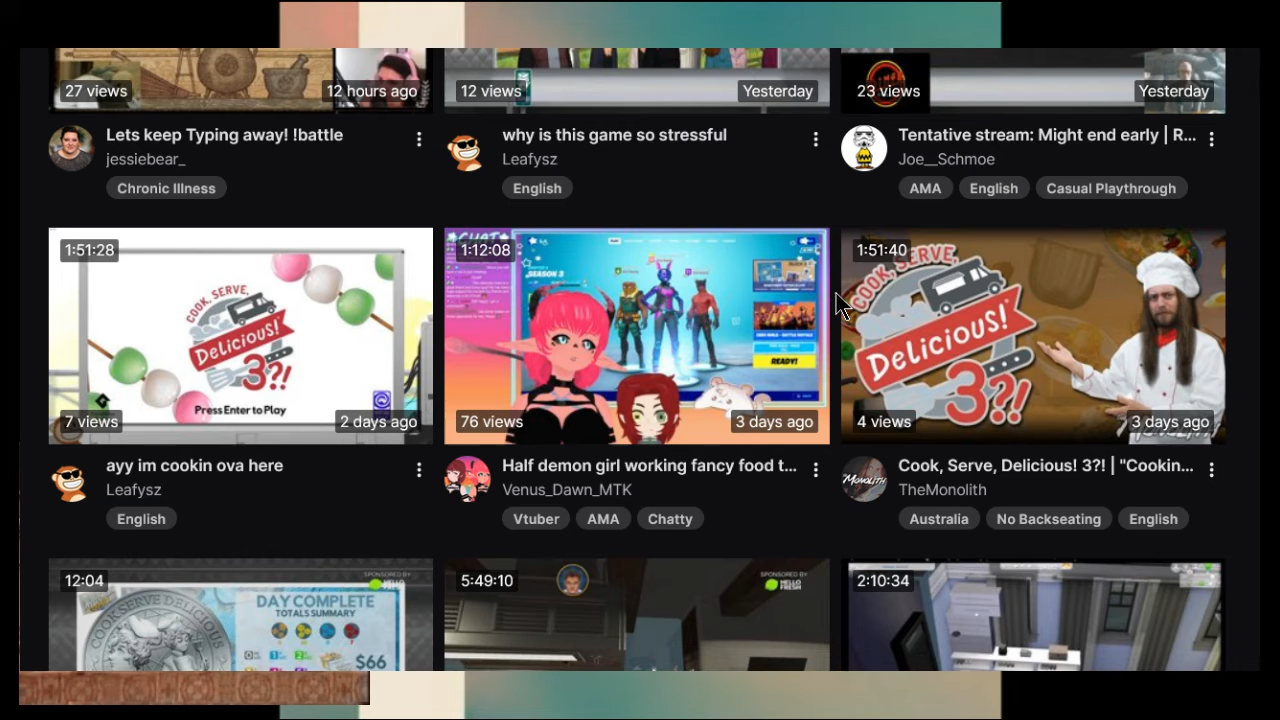 27 views
12 hours ago
12 views
Yesterday
23 views
Yesterday
Lets keep Typing away! !battle
jessiebear_
Chronic Illness
why is this game so stressful
Leafysz
English
Tentative stream: Might end early | R...
Joe__Schmoe
AMA
English
Casual Playthrough
1:51:28
COOK, SERVE,
Delicious!
3?!
Press Enter to Play
7 views
2 days ago
1:12:08
CHAT
SEASON 3
READY!
76 views
3 days ago
1:51:40
COOK, SERVE,
Delicious!
3?!
4 views
3 days ago
ayy im cookin ova here
Leafysz
English
Half demon girl working fancy food t...
Venus_Dawn_MTK
Vtuber
AMA
Chatty
MONOLITH
Cook, Serve, Delicious! 3?! | "Cookin...
TheMonolith
Australia
No Backseating
English
12:04
SPONSORED BY
HELLO
FRESH
COOK SERVE DELICIOUS
DAY COMPLETE
TOTALS SUMMARY
$66
5:49:10
SPONSORED BY
HELLO
FRESH
2:10:34